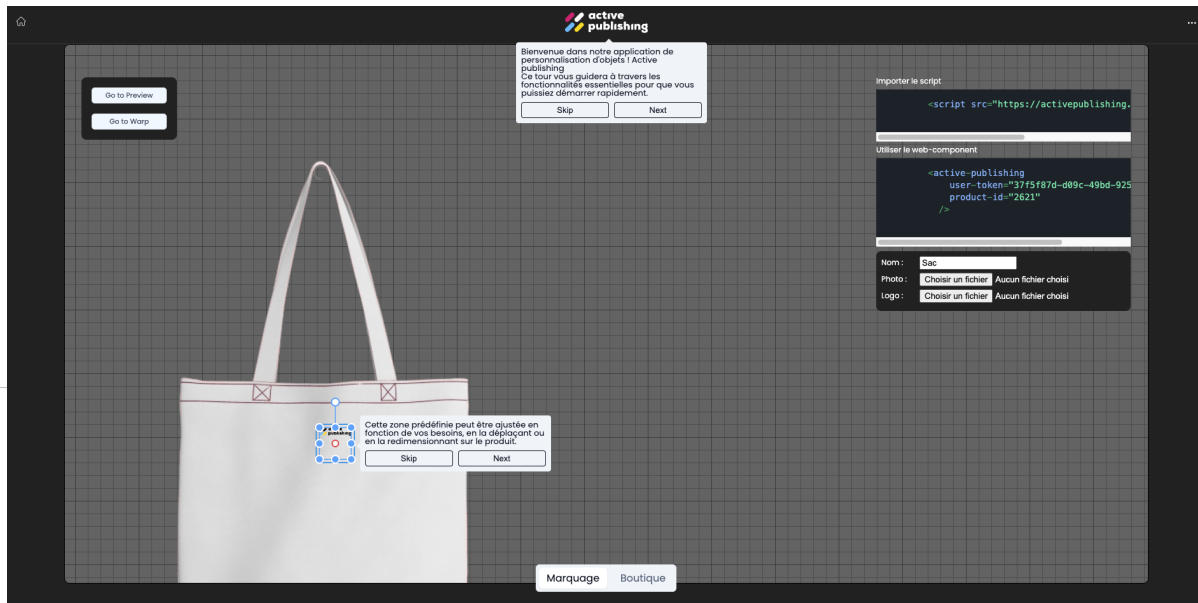 active
publishing
Bienvenue dans notre application de
personnalisation d'objets ! Active
publishing
Ce tour vous guidera à travers les
fonctionnalités essentielles pour que vous
puissiez démarrer rapidement.
Skip Next
Go to Preview
Go to Warp
Importer le script
<script src="https://activepublishing.
Utiliser le web-component
<active-publishing
user-token="37f5f87d-d09c-49bd-925
product-id="2621"
/>
Nom : Sac
Photo : Choisir un fichier Aucun fichier choisi
Logo : Choisir un fichier Aucun fichier choisi
publishing
Cette zone prédéfinie peut être ajustée en
fonction de vos besoins, en la déplaçant ou
en la redimensionnant sur le produit.
Skip Next
Marquage Boutique